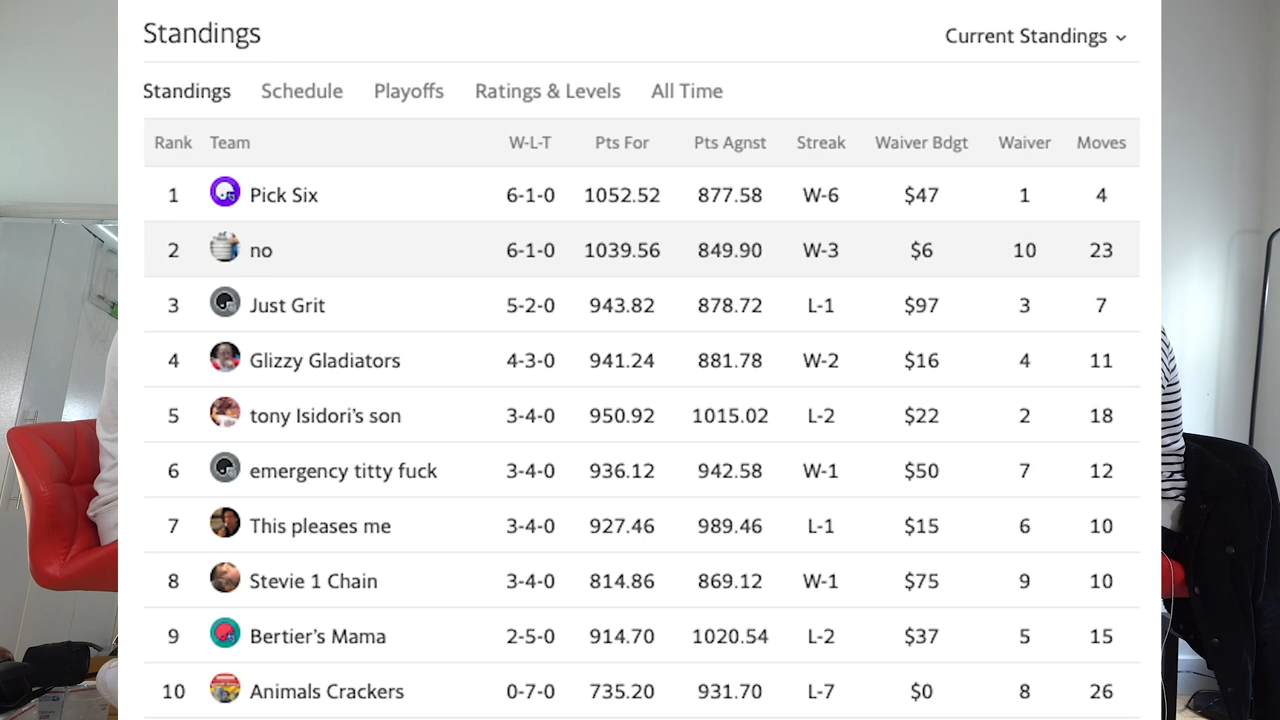 Standings
Current Standings
Standings Schedule Playoffs Ratings & Levels All Time
Rank Team W-L-T Pts For Pts Agnst Streak Waiver Bdgt Waiver Moves
1 Pick Six 6-1-0 1052.52 877.58 W-6 $47 1 4
2 no 6-1-0 1039.56 849.90 W-3 $6 10 23
3 Just Grit 5-2-0 943.82 878.72 L-1 $97 3 7
4 Glizzy Gladiators 4-3-0 941.24 881.78 W-2 $16 4 11
5 tony Isidori's son 3-4-0 950.92 1015.02 L-2 $22 2 18
6 emergency titty fuck 3-4-0 936.12 942.58 W-1 $50 7 12
7 This pleases me 3-4-0 927.46 989.46 L-1 $15 6 10
8 Stevie 1 Chain 3-4-0 814.86 869.12 W-1 $75 9 10
9 Bertier's Mama 2-5-0 914.70 1020.54 L-2 $37 5 15
10 Animals Crackers 0-7-0 735.20 931.70 L-7 $0 8 26